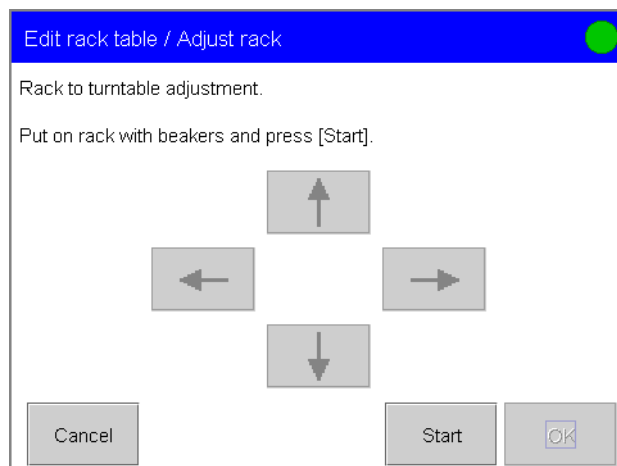 Edit rack table / Adjust rack
Rack to turntable adjustment.
Put on rack with beakers and press [Start].
Cancel
Start
OK